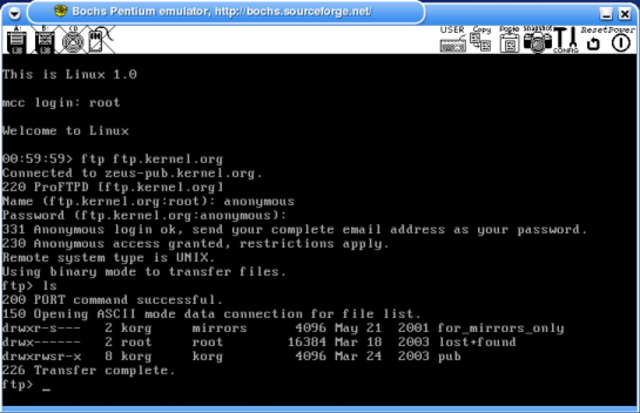 Bochs Pentium emulator, http://bochs.sourceforge.net/
A: B: CD USER Copy Paste Snapshot CONFIG Reset Power
This is Linux 1.0
mcc login: root
Welcome to Linux
00:59:59> ftp ftp.kernel.org
Connected to zeus-pub.kernel.org.
220 ProFTPD [ftp.kernel.org]
Name (ftp.kernel.org:root): anonymous
Password (ftp.kernel.org:anonymous):
331 Anonymous login ok, send your complete email address as your password.
230 Anonymous access granted, restrictions apply.
Remote system type is UNIX.
Using binary mode to transfer files.
ftp> ls
200 PORT command successful.
150 Opening ASCII mode data connection for file list.
drwxr-s--- 2 korg mirrors 4096 May 21 2001 for_mirrors_only
drwx------ 2 root root 16384 Mar 18 2003 lost+found
drwxrwsr-x 8 korg korg 4096 Mar 24 2003 pub
226 Transfer complete.
ftp> _